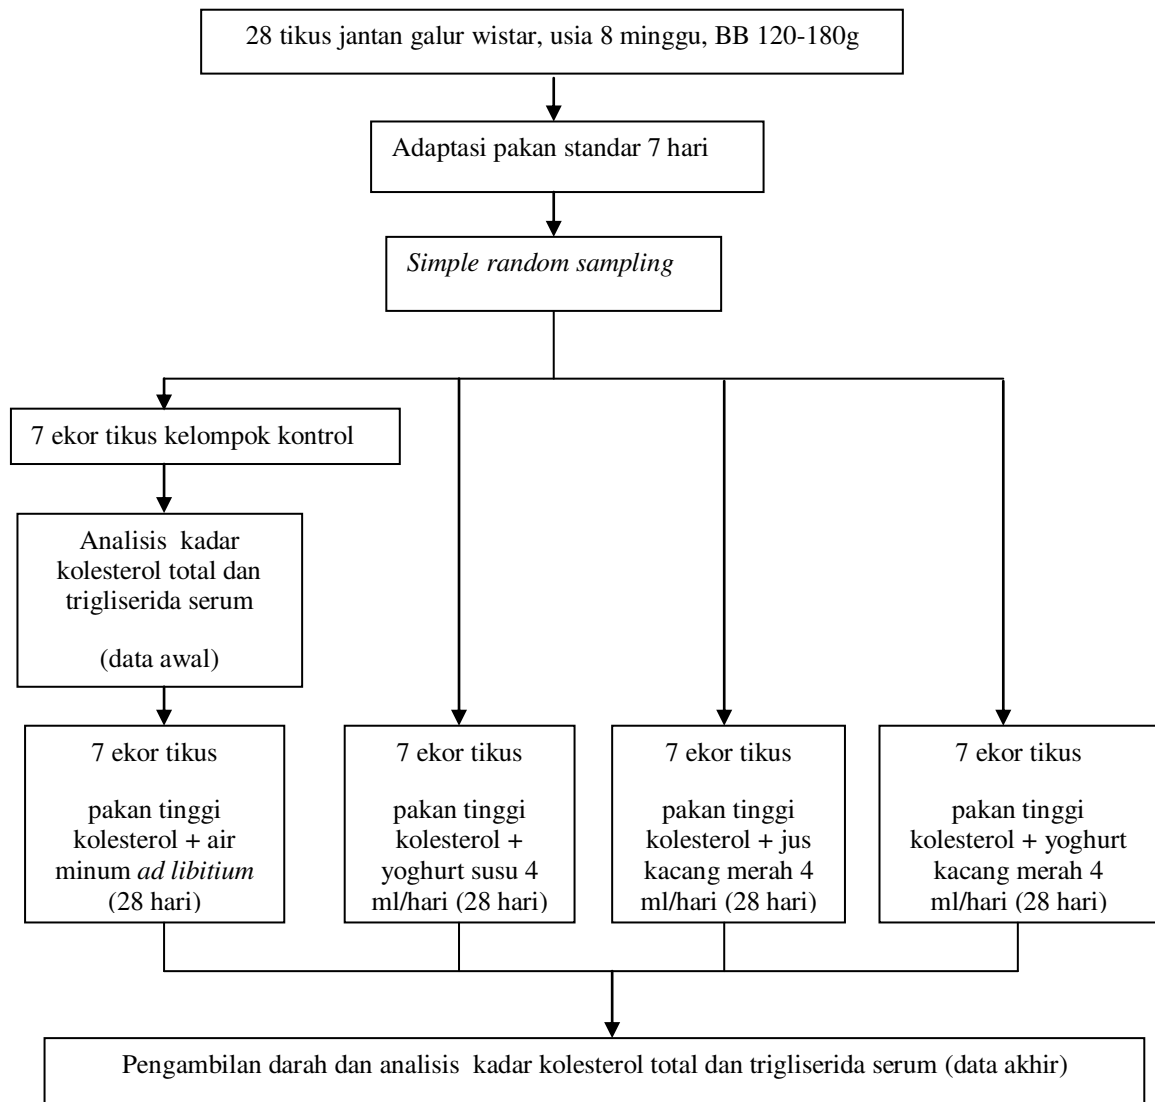 28 tikus jantan galur wistar, usia 8 minggu, BB 120-180g
Adaptasi pakan standar 7 hari
Simple random sampling
7 ekor tikus kelompok kontrol
Analisis kadar
kolesterol total dan
trigliserida serum
(data awal)
7 ekor tikus
pakan tinggi
kolesterol + air
minum ad libitium
(28 hari)
7 ekor tikus
pakan tinggi
kolesterol +
yoghurt susu 4
ml/hari (28 hari)
7 ekor tikus
pakan tinggi
kolesterol + jus
kacang merah 4
ml/hari (28 hari)
7 ekor tikus
pakan tinggi
kolesterol + yoghurt
kacang merah 4
ml/hari (28 hari)
Pengambilan darah dan analisis kadar kolesterol total dan trigliserida serum (data akhir)